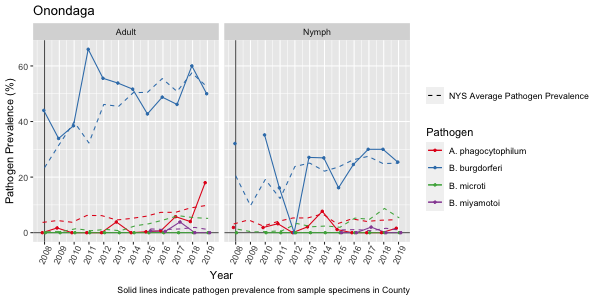 Onondaga
Adult
Nymph
Pathogen Prevalence (%)
60
40
20
0
2008 2009 2010 2011 2012 2013 2014 2015 2016 2017 2018 2019
2008 2009 2010 2011 2012 2013 2014 2015 2016 2017 2018 2019
Year
Solid lines indicate pathogen prevalence from sample specimens in County
NYS Average Pathogen Prevalence
Pathogen
A. phagocytophilum
B. burgdorferi
B. microti
B. miyamotoi